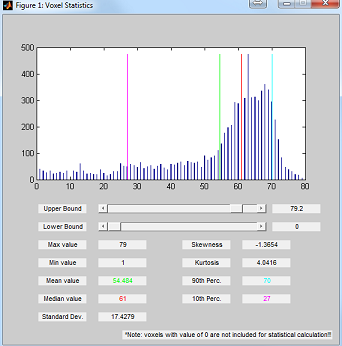 Figure 1: Voxel Statistics
500
400
300
200
100
0
0 10 20 30 40 50 60 70 80
Upper Bound 79.2
Lower Bound 0
Max value 79 Skewness -1.3654
Min value 1 Kurtosis 4.0416
Mean value 54.484 90th Perc. 70
Median value 61 10th Perc. 27
Standard Dev. 17.4279
*Note: voxels with value of 0 are not included for statistical calculation!!